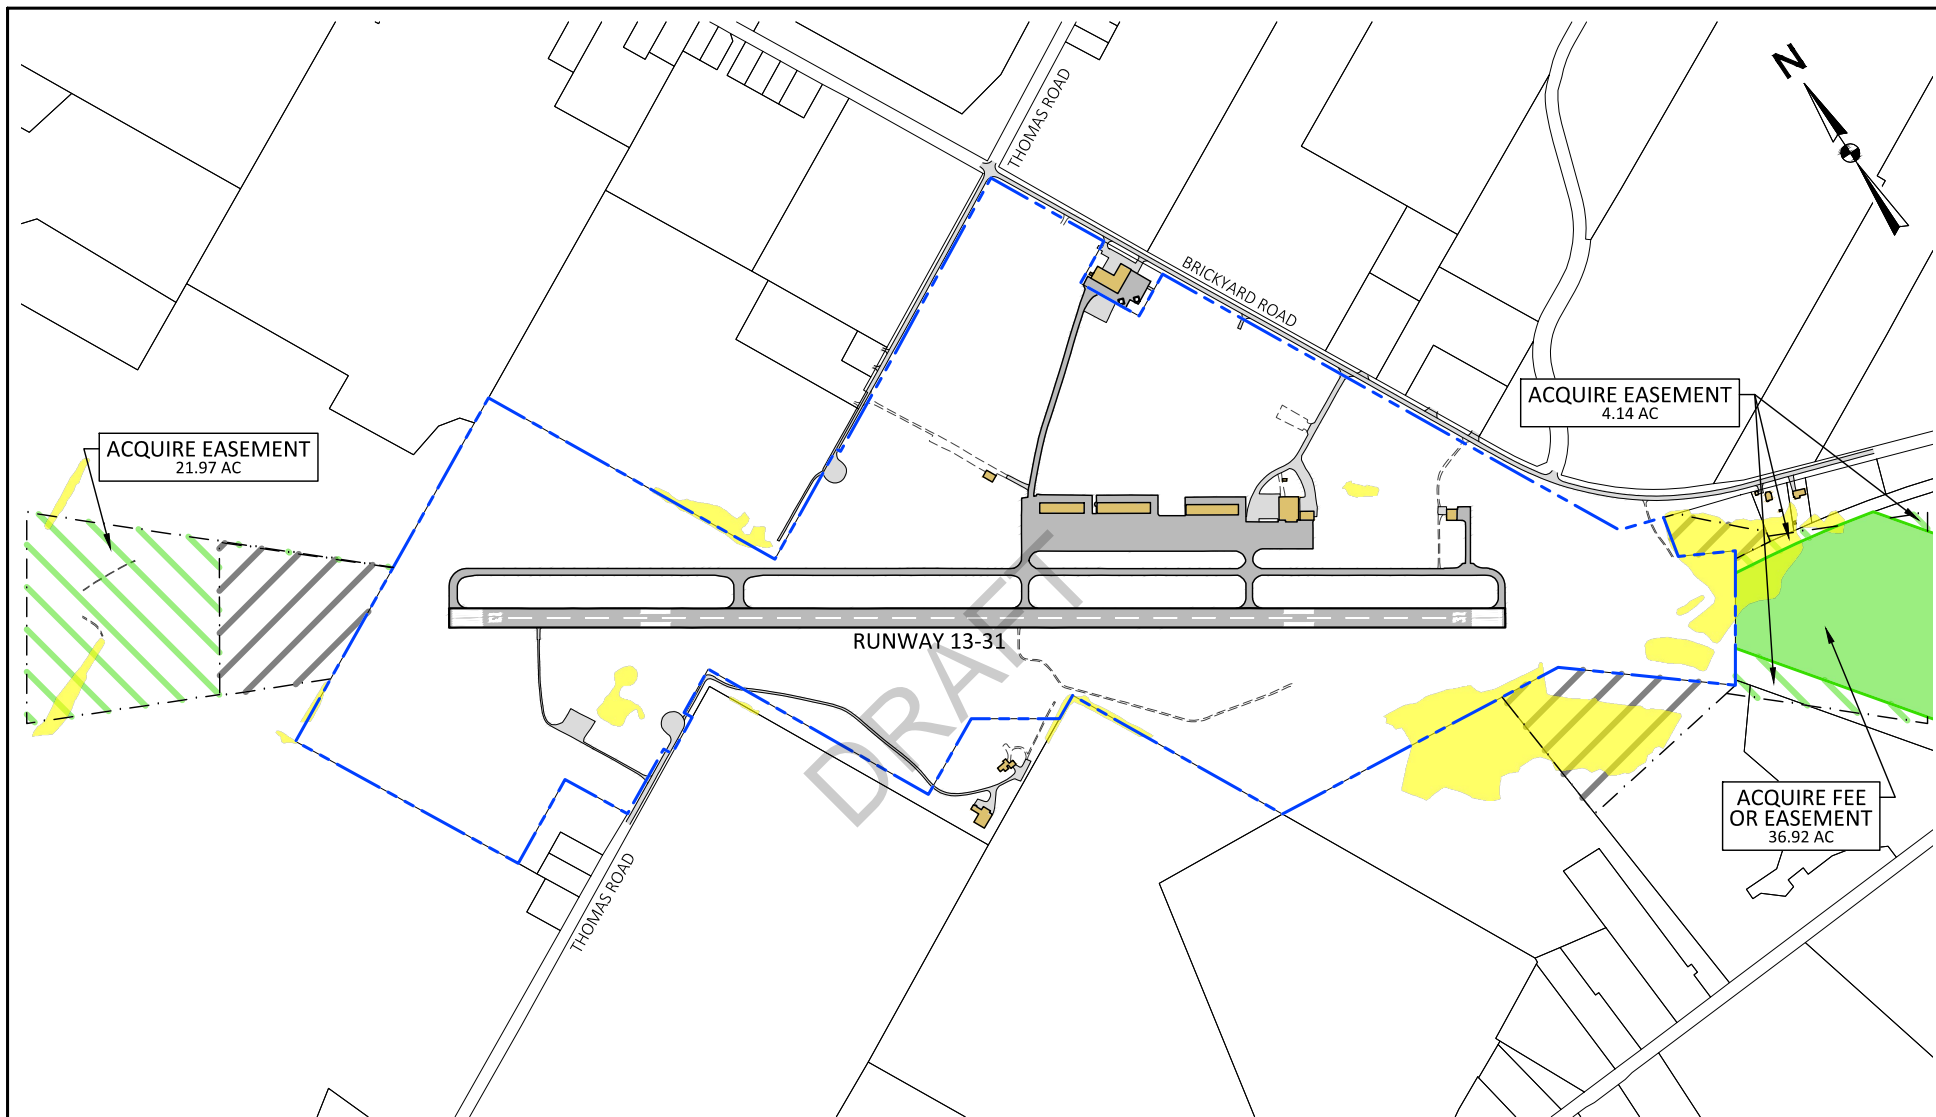 N
THOMAS ROAD
BRICKYARD ROAD
ACQUIRE EASEMENT
4.14 AC
ACQUIRE EASEMENT
21.97 AC
RUNWAY 13-31
DRAFT
ACQUIRE FEE
OR EASEMENT
36.92 AC
THOMAS ROAD